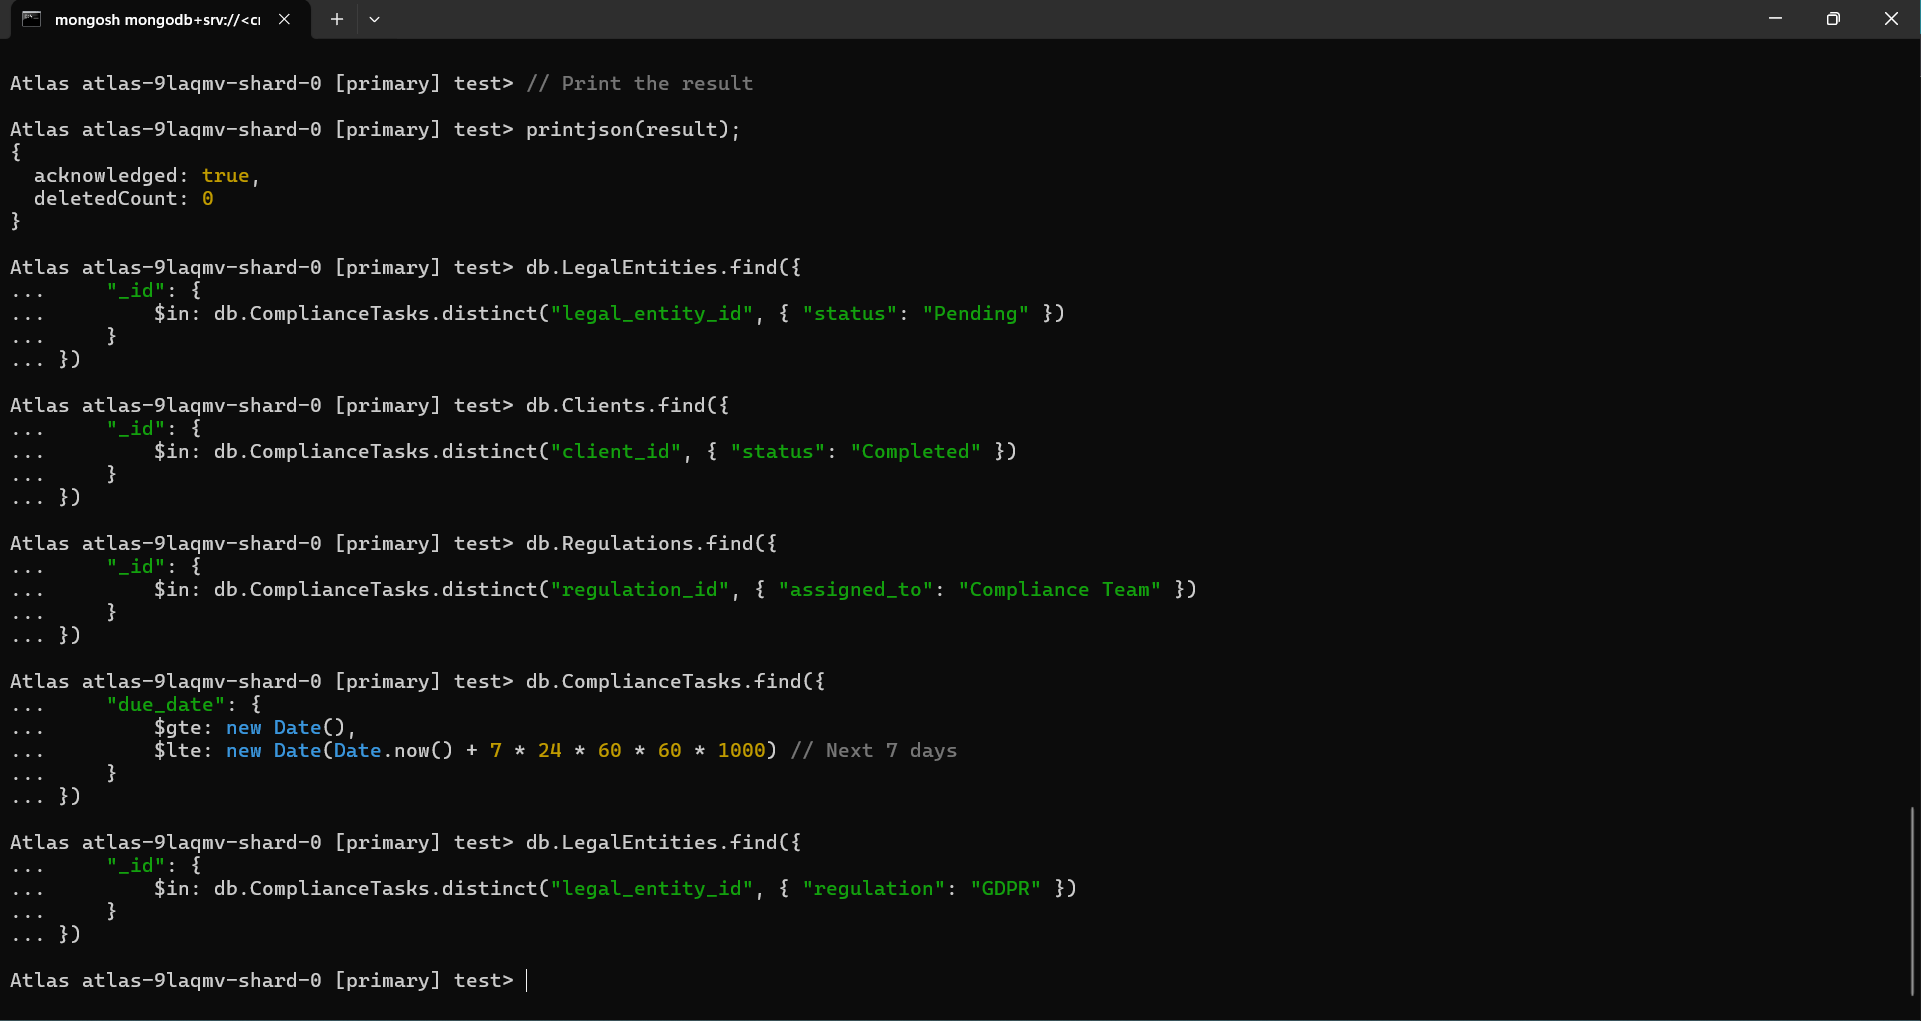 mongosh mongodb+srv://<cr
Atlas atlas-9laqmv-shard-0 [primary] test> // Print the result
Atlas atlas-9laqmv-shard-0 [primary] test> printjson(result);
{
  acknowledged: true,
  deletedCount: 0
}
Atlas atlas-9laqmv-shard-0 [primary] test> db.LegalEntities.find({
...     "_id": {
...         $in: db.ComplianceTasks.distinct("legal_entity_id", { "status": "Pending" })
...     }
... })
Atlas atlas-9laqmv-shard-0 [primary] test> db.Clients.find({
...     "_id": {
...         $in: db.ComplianceTasks.distinct("client_id", { "status": "Completed" })
...     }
... })
Atlas atlas-9laqmv-shard-0 [primary] test> db.Regulations.find({
...     "_id": {
...         $in: db.ComplianceTasks.distinct("regulation_id", { "assigned_to": "Compliance Team" })
...     }
... })
Atlas atlas-9laqmv-shard-0 [primary] test> db.ComplianceTasks.find({
...     "due_date": {
...         $gte: new Date(),
...         $lte: new Date(Date.now() + 7 * 24 * 60 * 60 * 1000) // Next 7 days
...     }
... })
Atlas atlas-9laqmv-shard-0 [primary] test> db.LegalEntities.find({
...     "_id": {
...         $in: db.ComplianceTasks.distinct("legal_entity_id", { "regulation": "GDPR" })
...     }
... })
Atlas atlas-9laqmv-shard-0 [primary] test>